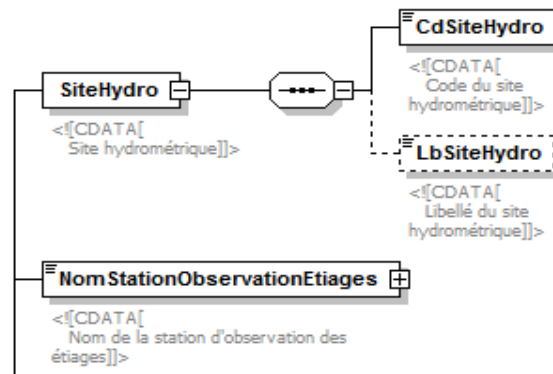 CdSiteHydro
<![CDATA[
Code du site
hydrométrique]]>
SiteHydro
<![CDATA[
Site hydrométrique]]>
LbSiteHydro
<![CDATA[
Libellé du site
hydrométrique]]>
NomStationObservationEtiages
<![CDATA[
Nom de la station d'observation des
étiages]]>